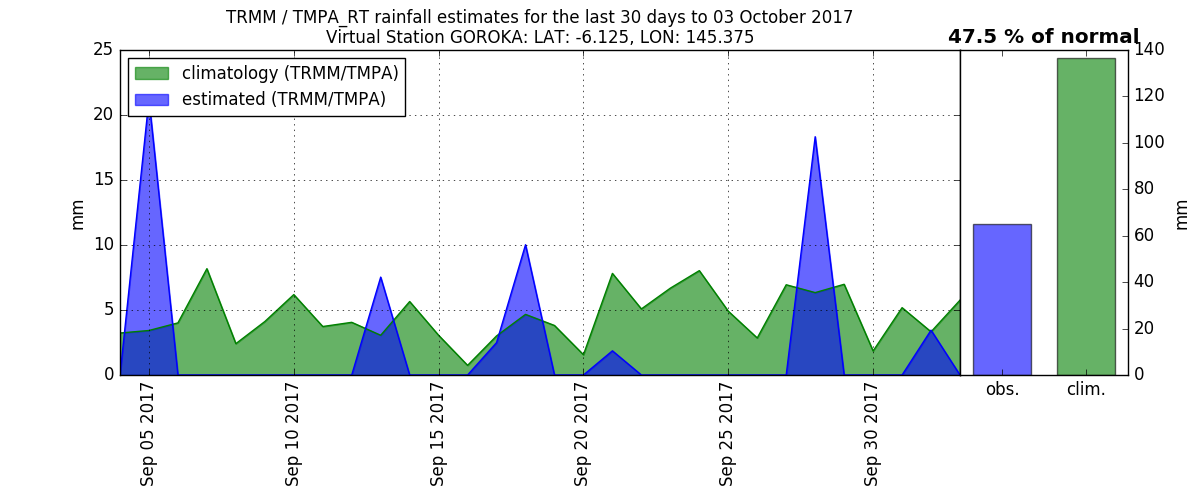 TRMM / TMPA_RT rainfall estimates for the last 30 days to 03 October 2017
Virtual Station GOROKA: LAT: -6.125, LON: 145.375
47.5 % of normal
climatology (TRMM/TMPA)
estimated (TRMM/TMPA)
25
20
15
10
5
0
mm
Sep 05 2017
Sep 10 2017
Sep 15 2017
Sep 20 2017
Sep 25 2017
Sep 30 2017
obs.
clim.
140
120
100
80
60
40
20
0
mm